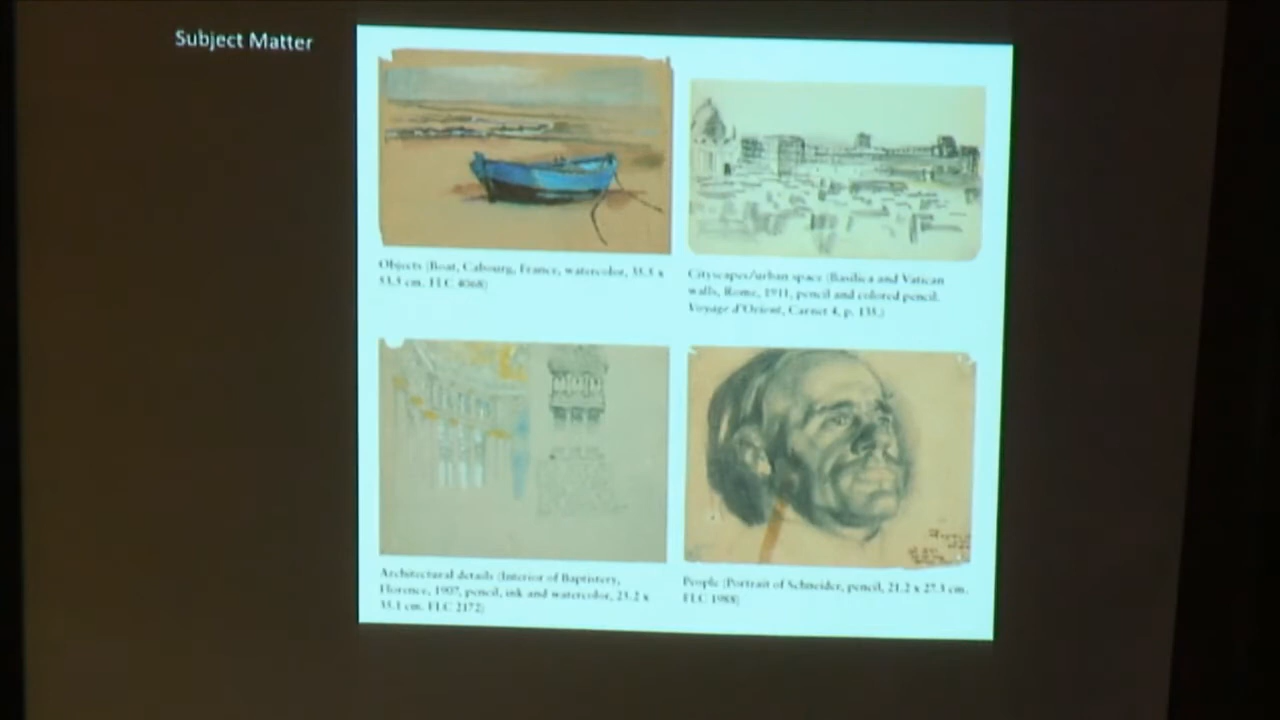 Subject Matter
Objects (Boat, Cabourg, France, watercolor, 35.5 x
53.5 cm. FLC 4068)
Cityscapes/urban space (Basilica and Vatican
walls, Rome, 1911, pencil and colored pencil.
Voyage d'Orient, Carnet 4, p. 135.)
Architectural details (Interior of Baptistery,
Florence, 1907, pencil, ink and watercolor, 23.2 x
35.1 cm. FLC 2172)
People (Portrait of Schneider, pencil, 21.2 x 27.3 cm.
FLC 1988)